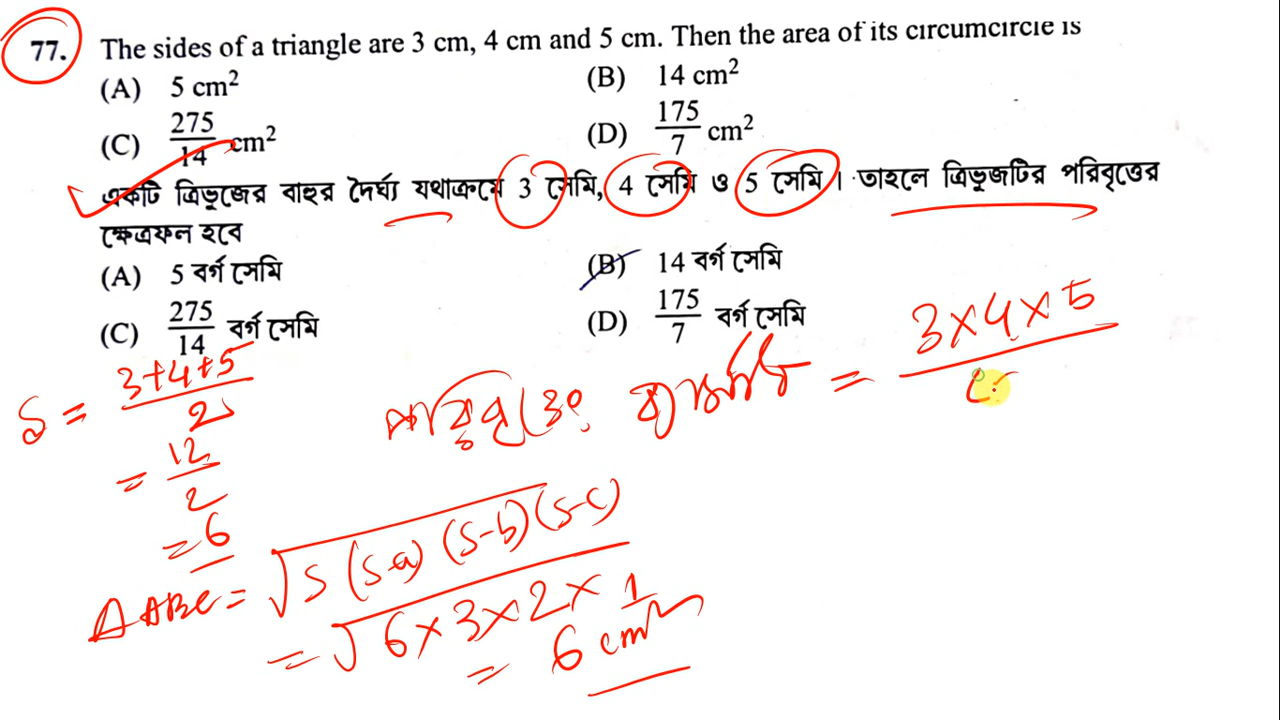 77. The sides of a triangle are 3 cm, 4 cm and 5 cm. Then the area of its circumcircle is
(A) 5 cm² (B) 14 cm²
(C) 275/14 cm² (D) 175/7 cm²
একটি ত্রিভুজের বাহুর দৈর্ঘ্য যথাক্রমে 3 সেমি, 4 সেমি ও 5 সেমি। তাহলে ত্রিভুজটির পরিবৃত্তের
ক্ষেত্রফল হবে
(A) 5 বর্গ সেমি (B) 14 বর্গ সেমি
(C) 275/14 বর্গ সেমি (D) 175/7 বর্গ সেমি
S = 3+4+5/2
= 12/2
= 6
= 3×4×5
Δ ABC = √S(S-a)(S-b)(S-c)
= √6×3×2×1
= 6 cm²